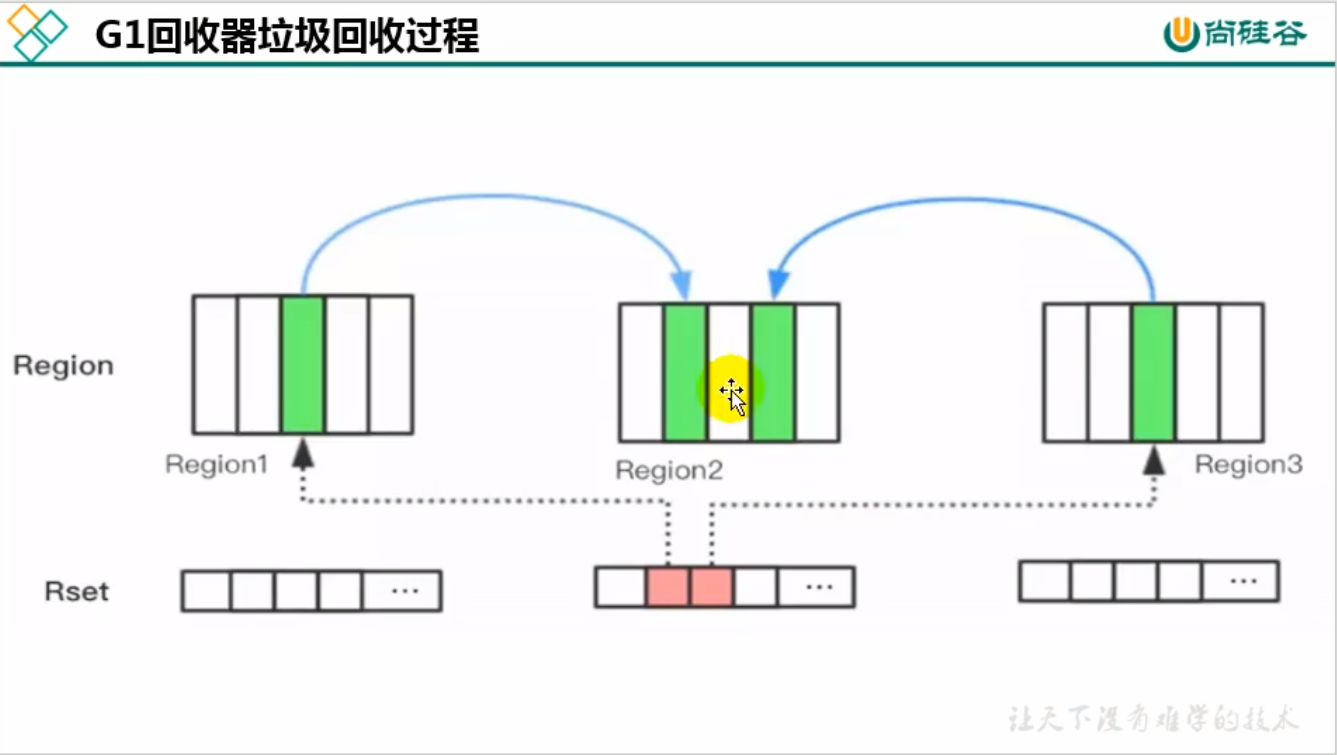 G1回收器垃圾回收过程
尚硅谷
Region
Region1
Region2
Region3
Rset
...
...
...
让天下没有难学的技术